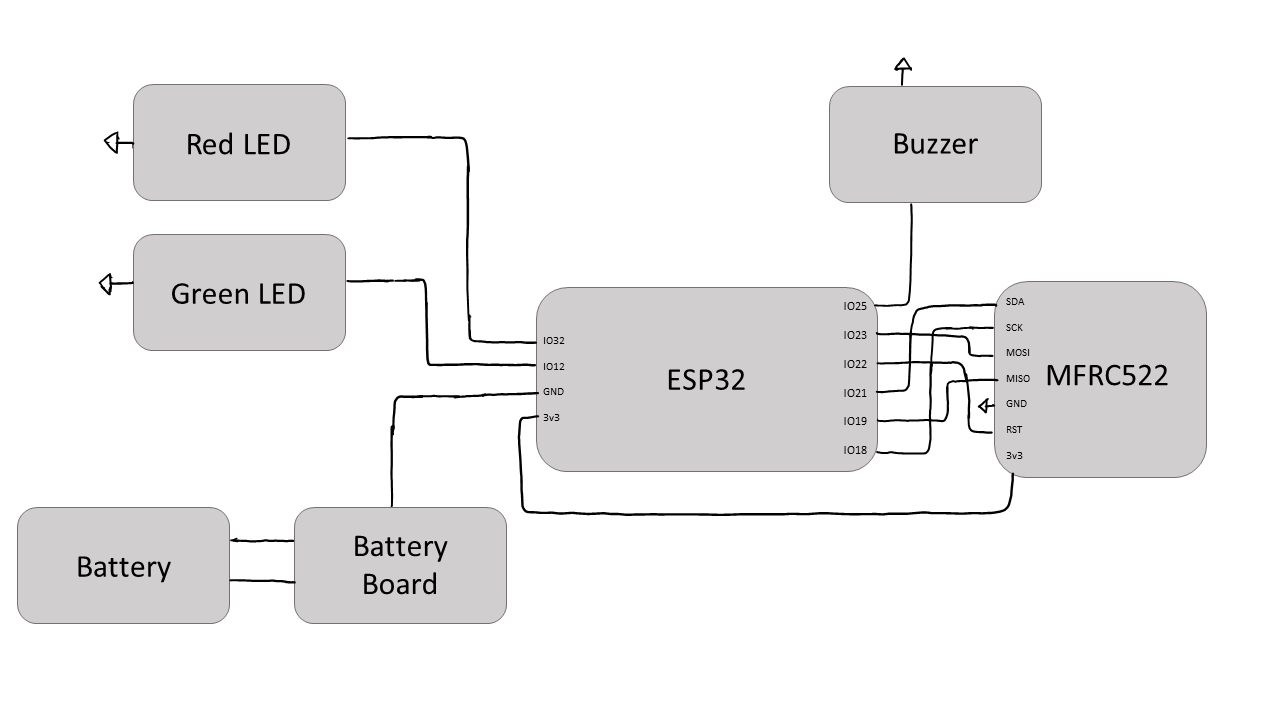 Red LED
Buzzer
Green LED
ESP32
IO32
IO12
GND
3v3
IO25
IO23
IO22
IO21
IO19
IO18
SDA
SCK
MOSI
MISO
GND
RST
3v3
MFRC522
Battery
Battery
Board